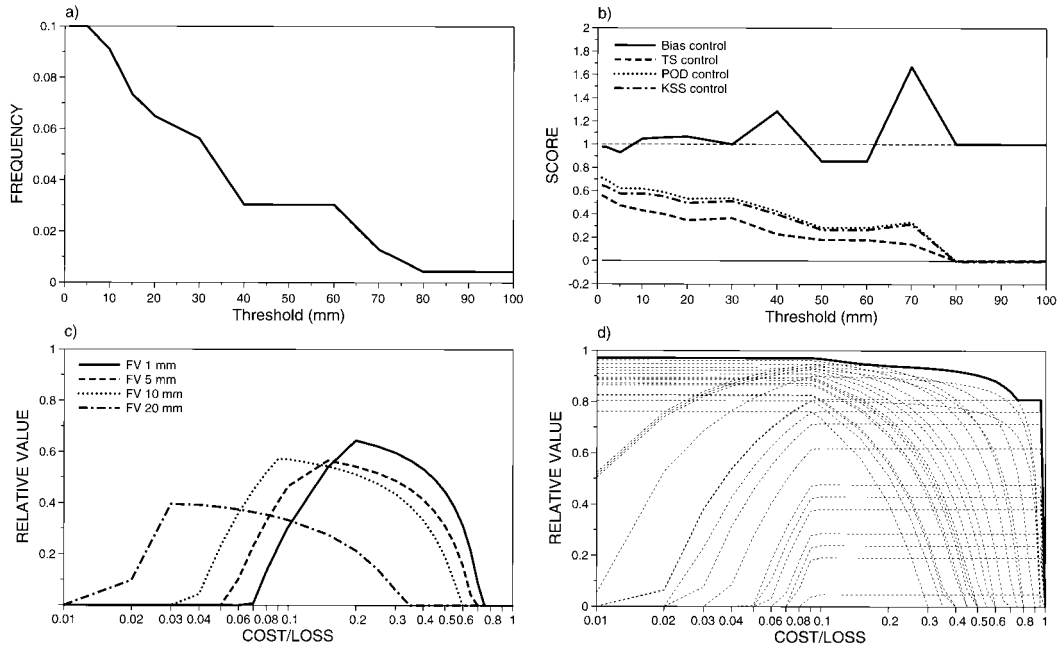 a)
0.1
0.08
0.06
0.04
0.02
0
FREQUENCY
0 10 20 30 40 50 60 70 80 90 100
Threshold (mm)
b)
2
1.8
1.6
1.4
1.2
1
0.8
0.6
0.4
0.2
0
-0.2
SCORE
Bias control
TS control
POD control
KSS control
0 10 20 30 40 50 60 70 80 90 100
Threshold (mm)
c)
1
0.8
0.6
0.4
0.2
RELATIVE VALUE
FV 1 mm
FV 5 mm
FV 10 mm
FV 20 mm
0.01 0.02 0.03 0.04 0.06 0.08 0.1 0.2 0.3 0.4 0.50.6 0.8 1
COST/LOSS
d)
1
0.8
0.6
0.4
0.2
0
RELATIVE VALUE
0.01 0.02 0.03 0.04 0.06 0.08 0.1 0.2 0.3 0.4 0.50.6 0.8 1
COST/LOSS